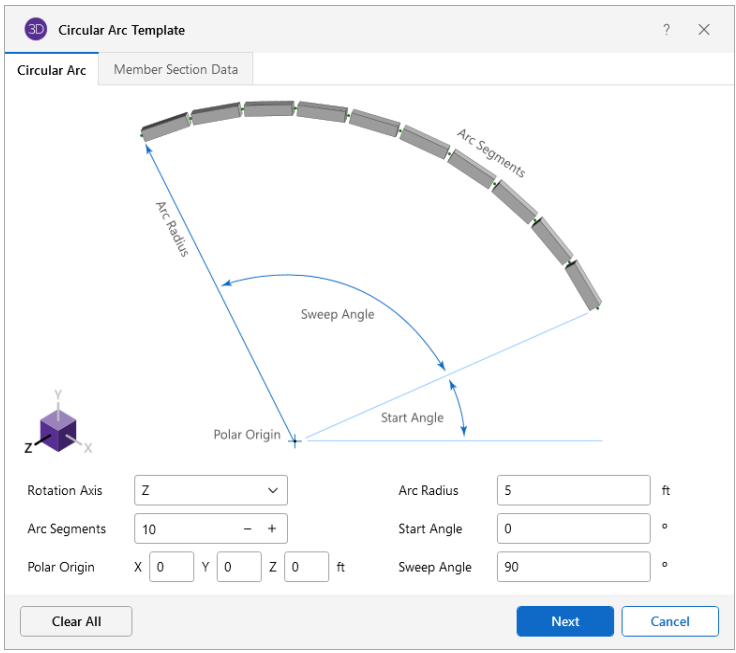 3D Circular Arc Template ?
Circular Arc Member Section Data
Arc Segments
Arc Radius
Sweep Angle
Start Angle
Polar Origin
Y
Z X
Rotation Axis Z Arc Radius 5 ft
Arc Segments 10 − + Start Angle 0 º
Polar Origin X 0 Y 0 Z 0 ft Sweep Angle 90 º
Clear All Next Cancel